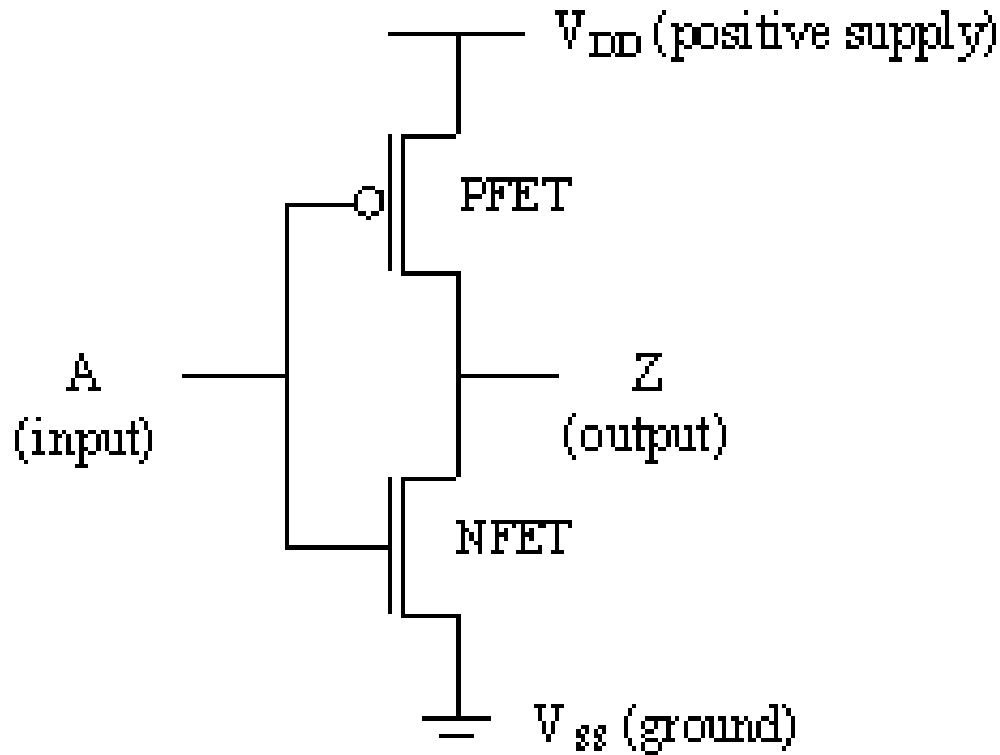 VDD (positive supply)
PFET
A
(input)
Z
(output)
NFET
Vss (ground)